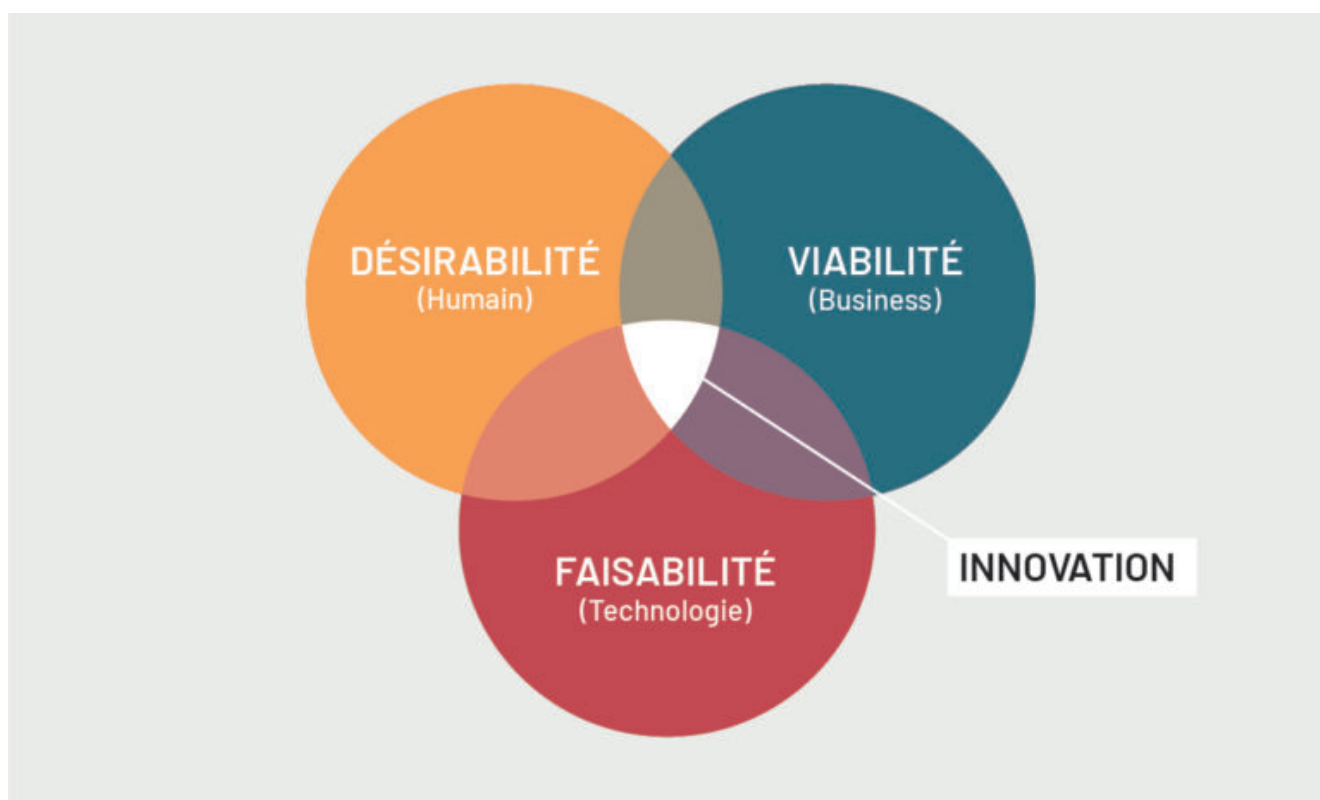 DÉSIRABILITÉ
(Humain)
VIABILITÉ
(Business)
FAISABILITÉ
(Technologie)
INNOVATION